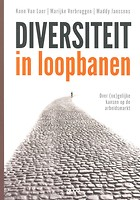 Koen Van Laer | Marijke Verbruggen | Maddy Janssens
DIVERSITEIT
in loopbanen
Over (on)gelijke
kansen op de
arbeidsmarkt